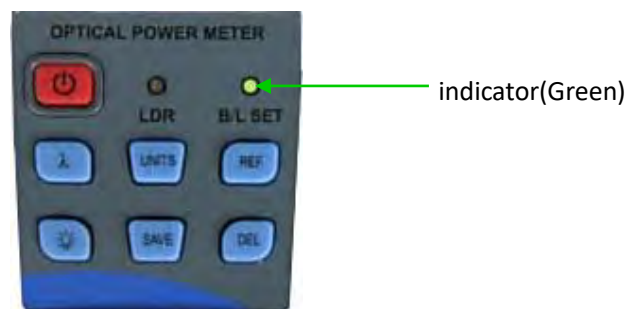 OPTICAL POWER METER
indicator(Green)
LDR B/L SET
λ UNITS REF
SAVE DEL